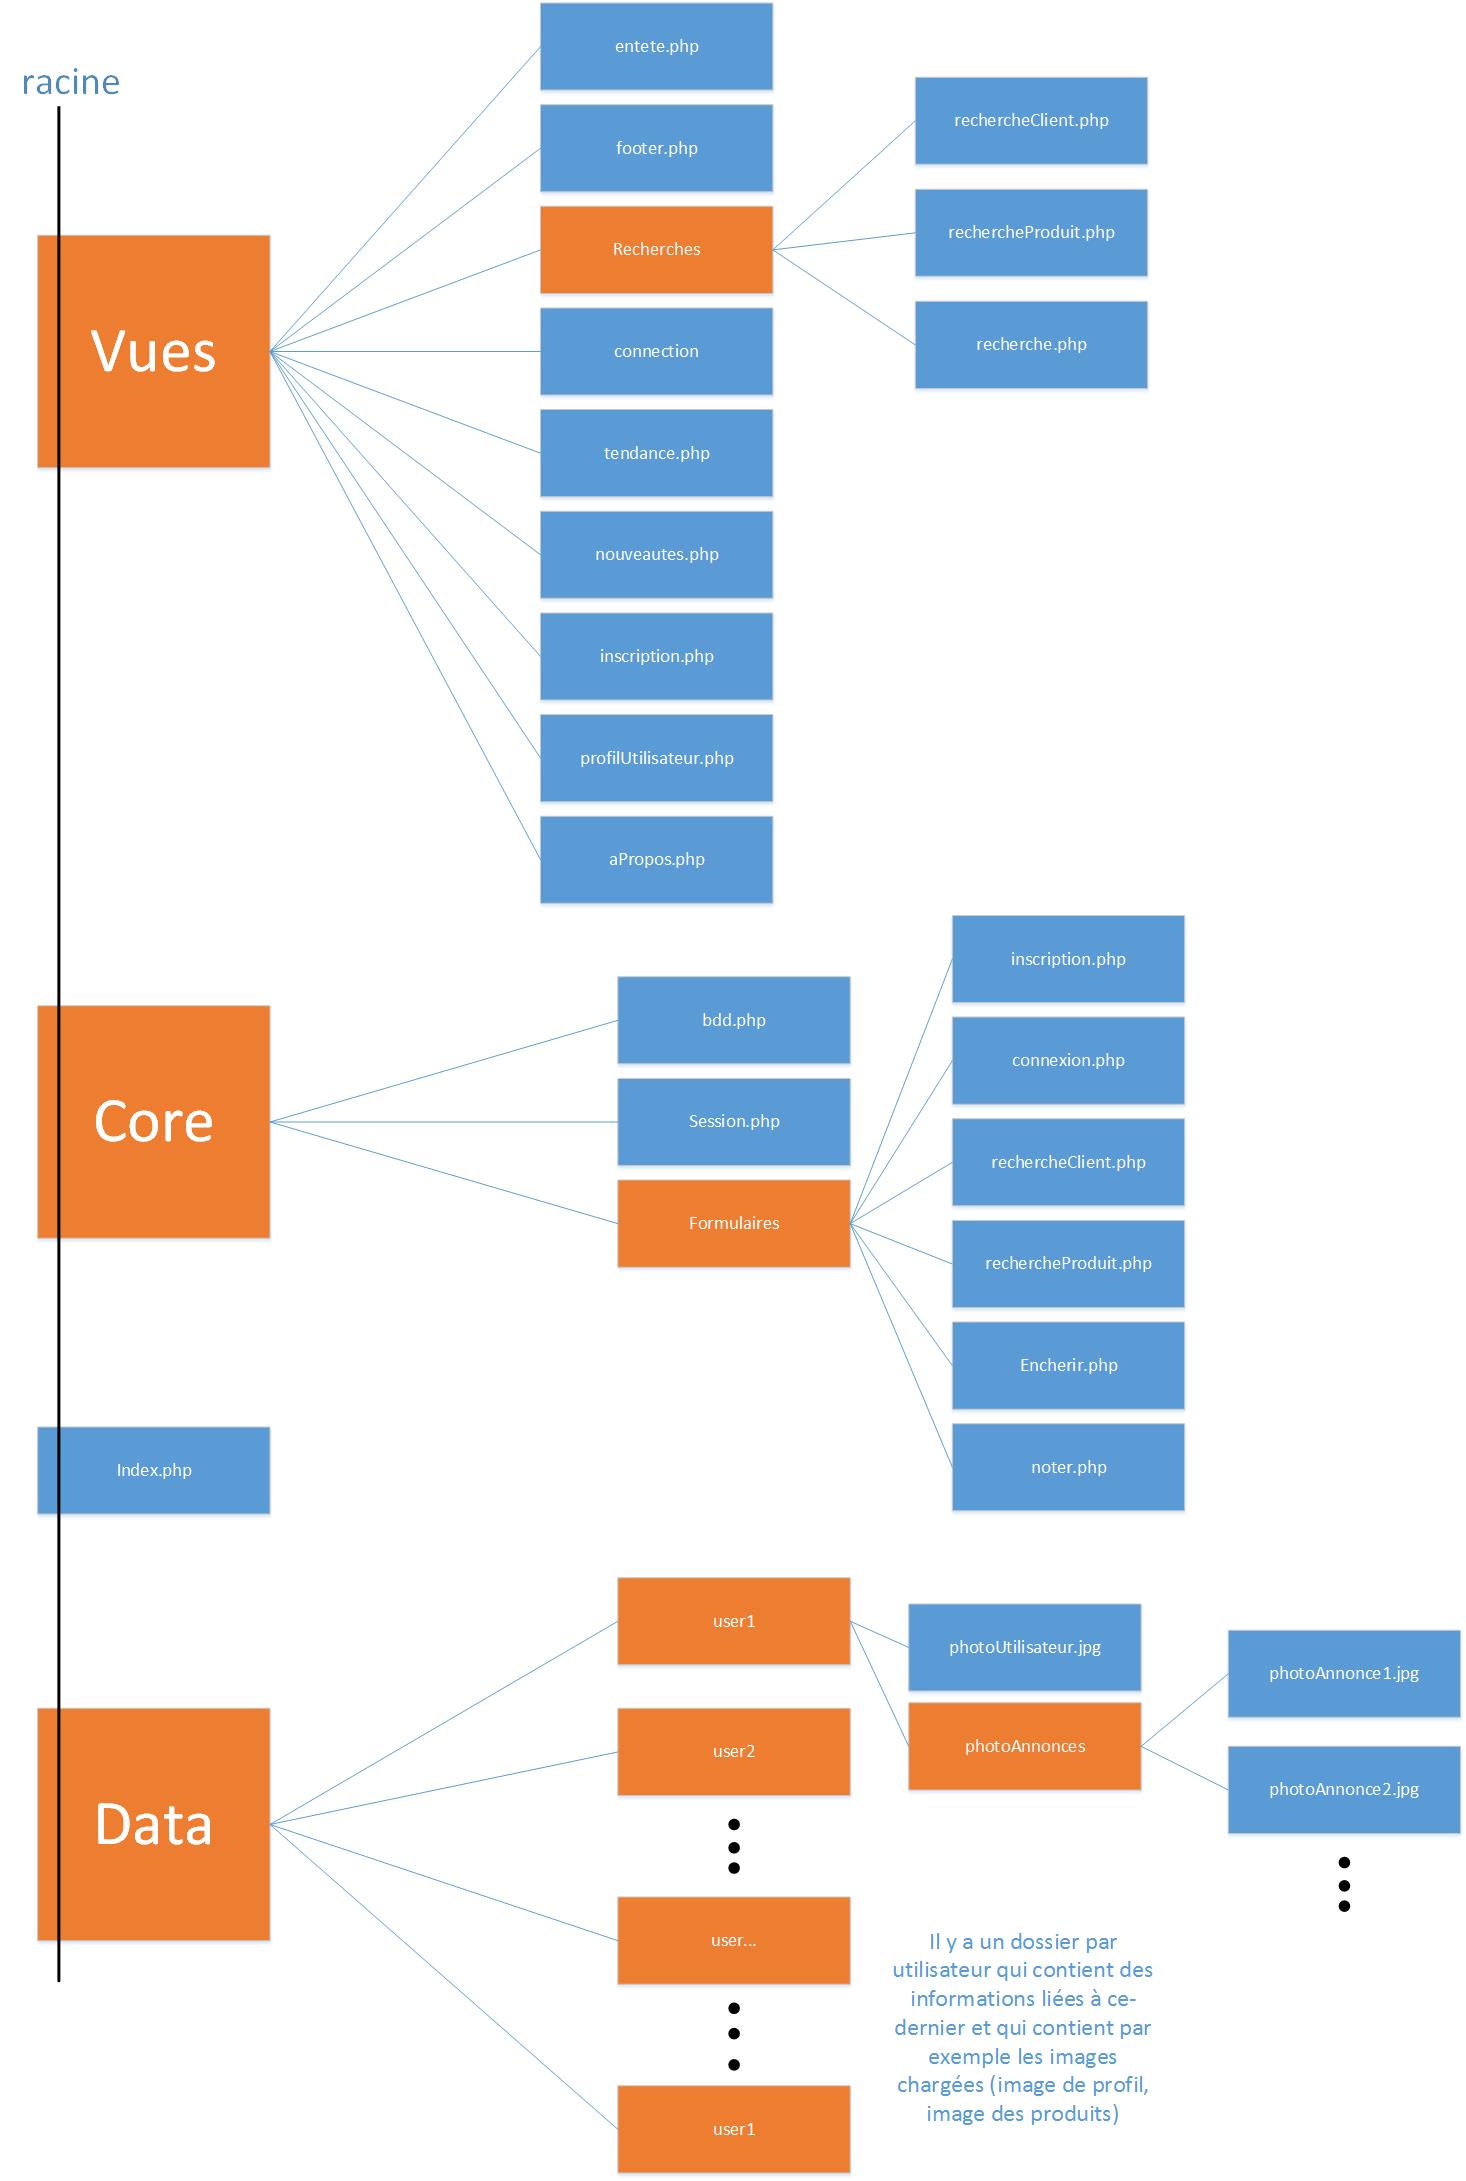 racine
Vues
entete.php
footer.php
Recherches
connection
tendance.php
nouveautes.php
inscription.php
profilUtilisateur.php
aPropos.php
rechercheClient.php
rechercheProduit.php
recherche.php
Core
bdd.php
Session.php
Formulaires
inscription.php
connexion.php
rechercheClient.php
rechercheProduit.php
Encherir.php
noter.php
Index.php
Data
user1
user2
user...
user1
photoUtilisateur.jpg
photoAnnonces
photoAnnonce1.jpg
photoAnnonce2.jpg
Il y a un dossier par
utilisateur qui contient des
informations liées à ce-
dernier et qui contient par
exemple les images
chargées (image de profil,
image des produits)